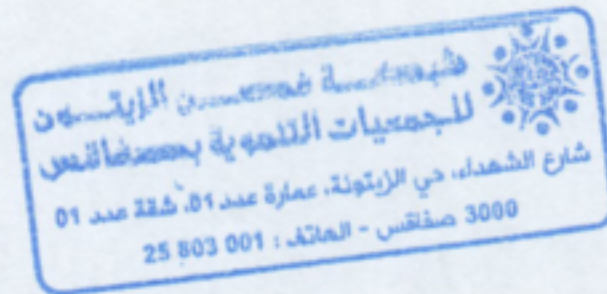 شبكة غصن الزيتون
للجمعيات التنموية بصفاقس
شارع الشهداء، حي الزيتونة، عمارة عدد 01، شقة عدد 01
3000 صفاقس - الهاتف : 001 803 25